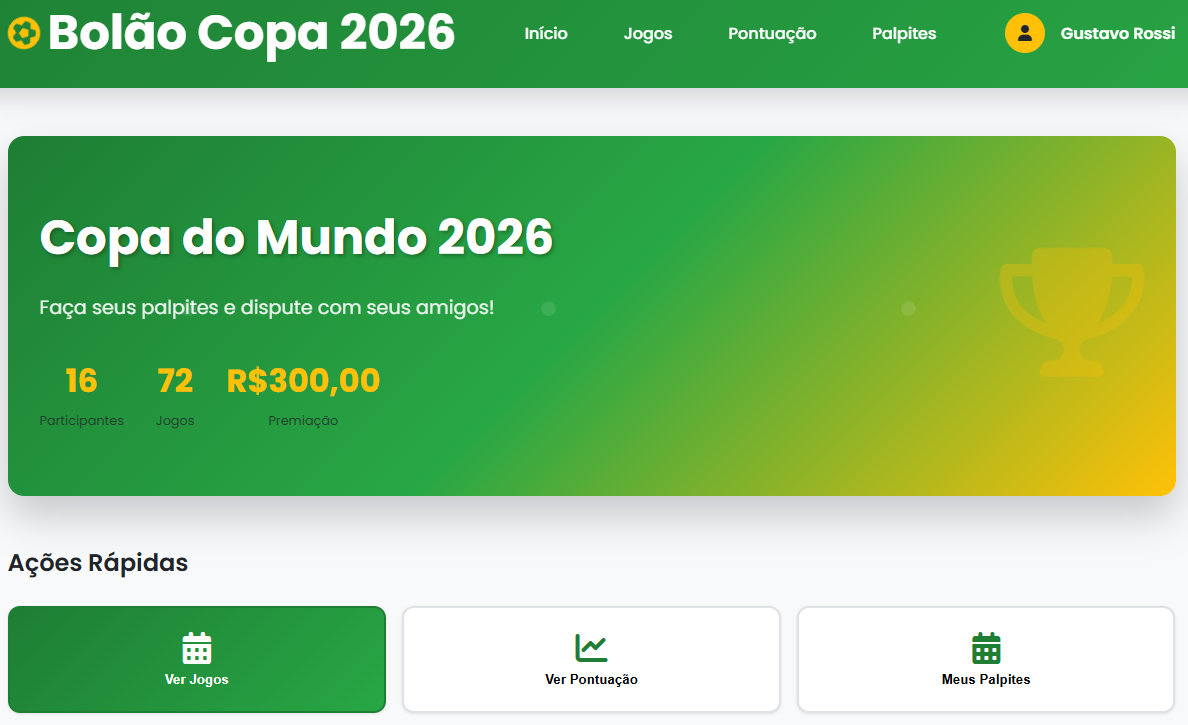 Bolão Copa 2026
Início
Jogos
Pontuação
Palpites
Gustavo Rossi
Copa do Mundo 2026
Faça seus palpites e dispute com seus amigos!
16
72
R$300,00
Participantes
Jogos
Premiação
Ações Rápidas
Ver Jogos
Ver Pontuação
Meus Palpites